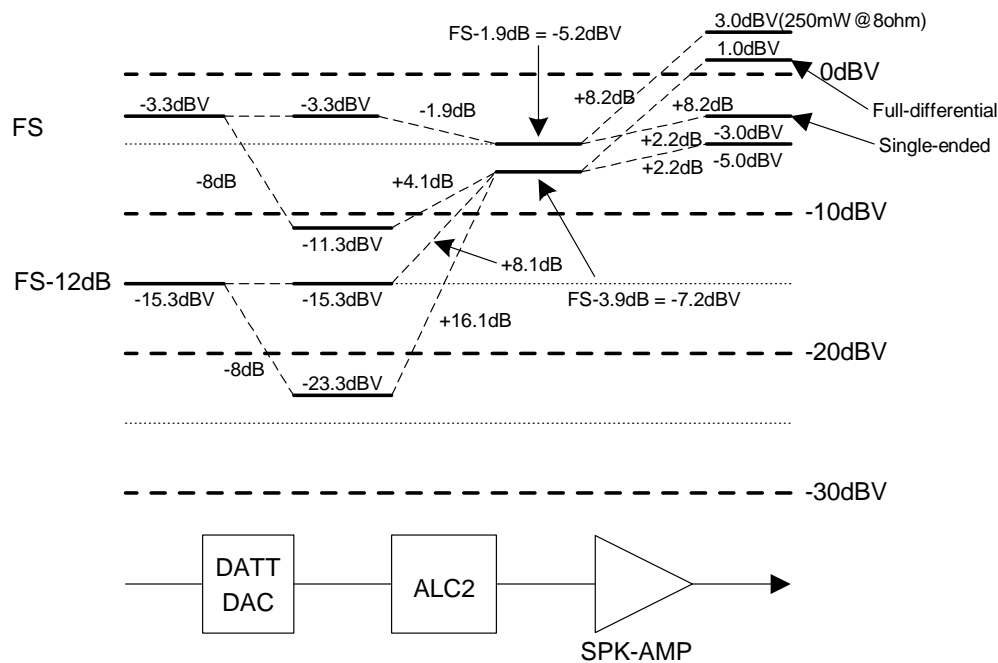 3.0dBV(250mW@8ohm)
FS-1.9dB = -5.2dBV
1.0dBV
0dBV
+8.2dB
-3.3dBV
-3.3dBV
-1.9dB
+8.2dB
Full-differential
FS
-3.0dBV
+2.2dB
Single-ended
+2.2dB
-5.0dBV
-8dB
+4.1dB
-10dBV
-11.3dBV
+8.1dB
FS-12dB
-15.3dBV
-15.3dBV
FS-3.9dB = -7.2dBV
+16.1dB
-20dBV
-8dB
-23.3dBV
-30dBV
DATT
DAC
ALC2
SPK-AMP